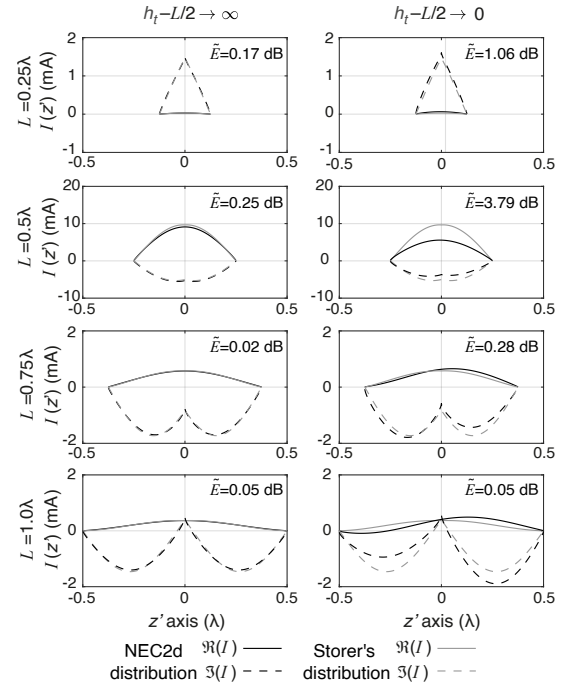 h_t–L/2 → ∞
h_t–L/2 → 0
L =0.25λ
I (z') (mA)
2
1
0
-1
Ẽ=0.17 dB
-0.5
0
0.5
2
1
0
-1
Ẽ=1.06 dB
-0.5
0
0.5
L =0.5λ
I (z') (mA)
20
10
0
-10
Ẽ=0.25 dB
-0.5
0
0.5
20
10
0
-10
Ẽ=3.79 dB
-0.5
0
0.5
L =0.75λ
I (z') (mA)
2
0
-2
Ẽ=0.02 dB
-0.5
0
0.5
2
0
-2
Ẽ=0.28 dB
-0.5
0
0.5
L =1.0λ
I (z') (mA)
2
0
-2
Ẽ=0.05 dB
-0.5
0
0.5
2
0
-2
Ẽ=0.05 dB
-0.5
0
0.5
z' axis (λ)
z' axis (λ)
NEC2d ℜ(I) Storer's ℜ(I)
distribution ℑ(I) distribution ℑ(I)